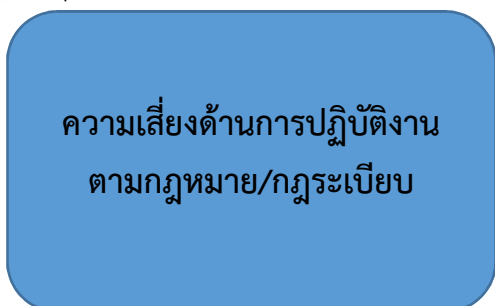 ความเสี่ยงด้านการปฏิบัติงาน
ตามกฎหมาย/กฎระเบียบ